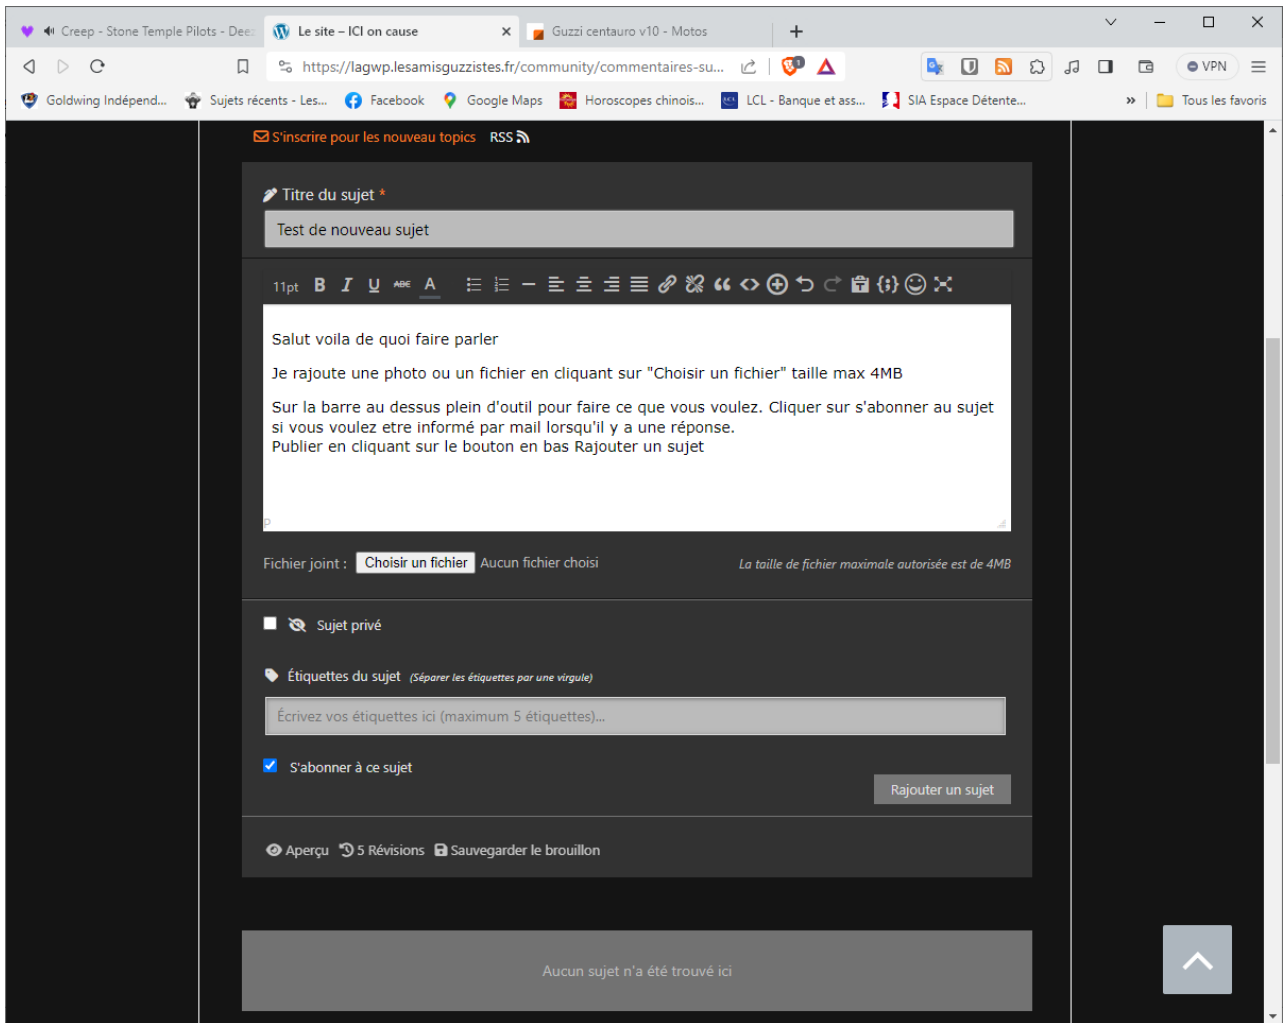 Creep - Stone Temple Pilots - Deez
Le site – ICI on cause
Guzzi centauro v10 - Motos
https://lagwp.lesamisguzzistes.fr/community/commentaires-su...
1
VPN
Goldwing Indépend...
Sujets récents - Les...
Facebook
Google Maps
Horoscopes chinois...
LCL - Banque et ass...
SIA Espace Détente...
»
Tous les favoris
S'inscrire pour les nouveau topics RSS
Titre du sujet *
Test de nouveau sujet
11pt B I U ABC A
Salut voila de quoi faire parler
Je rajoute une photo ou un fichier en cliquant sur "Choisir un fichier" taille max 4MB
Sur la barre au dessus plein d'outil pour faire ce que vous voulez. Cliquer sur s'abonner au sujet
si vous voulez etre informé par mail lorsqu'il y a une réponse.
Publier en cliquant sur le bouton en bas Rajouter un sujet
P
Fichier joint : Choisir un fichier Aucun fichier choisi
La taille de fichier maximale autorisée est de 4MB
Sujet privé
Étiquettes du sujet (Séparer les étiquettes par une virgule)
Écrivez vos étiquettes ici (maximum 5 étiquettes)...
S'abonner à ce sujet
Rajouter un sujet
Aperçu 5 Révisions Sauvegarder le brouillon
Aucun sujet n'a été trouvé ici